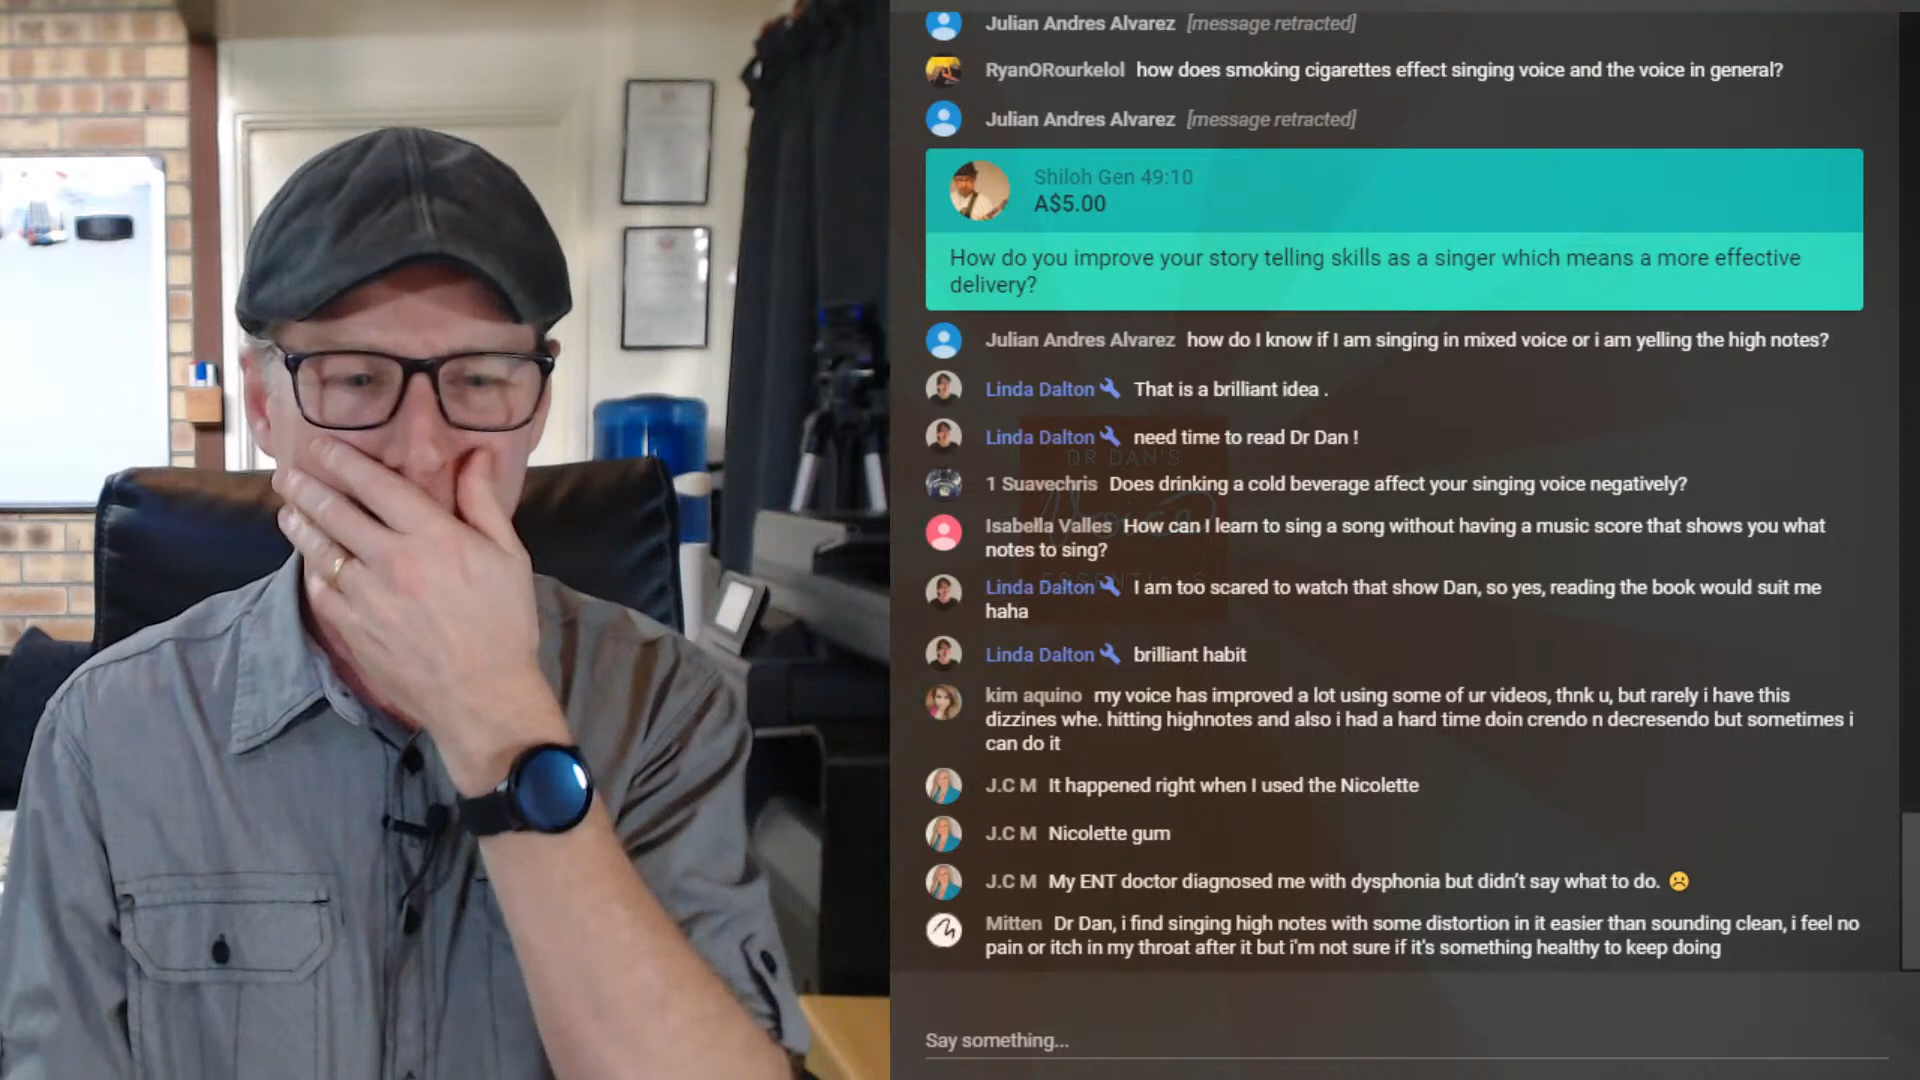 Julian Andres Alvarez [message retracted]
RyanORourkelol how does smoking cigarettes effect singing voice and the voice in general?
Julian Andres Alvarez [message retracted]
Shiloh Gen 49:10
A$5.00
How do you improve your story telling skills as a singer which means a more effective
delivery?
Julian Andres Alvarez how do I know if I am singing in mixed voice or i am yelling the high notes?
Linda Dalton That is a brilliant idea .
Linda Dalton need time to read Dr Dan !
DR DAN'S
1 Suavechris Does drinking a cold beverage affect your singing voice negatively?
Voice
Isabella Valles How can I learn to sing a song without having a music score that shows you what
notes to sing?
ESSENTIALS
Linda Dalton I am too scared to watch that show Dan, so yes, reading the book would suit me
haha
Linda Dalton brilliant habit
kim aquino my voice has improved a lot using some of ur videos, thnk u, but rarely i have this
dizzines whe. hitting highnotes and also i had a hard time doin crendo n decresendo but sometimes i
can do it
J.C M It happened right when I used the Nicolette
J.C M Nicolette gum
J.C M My ENT doctor diagnosed me with dysphonia but didn't say what to do. ☹️
Mitten Dr Dan, i find singing high notes with some distortion in it easier than sounding clean, i feel no
pain or itch in my throat after it but i'm not sure if it's something healthy to keep doing
Say something...